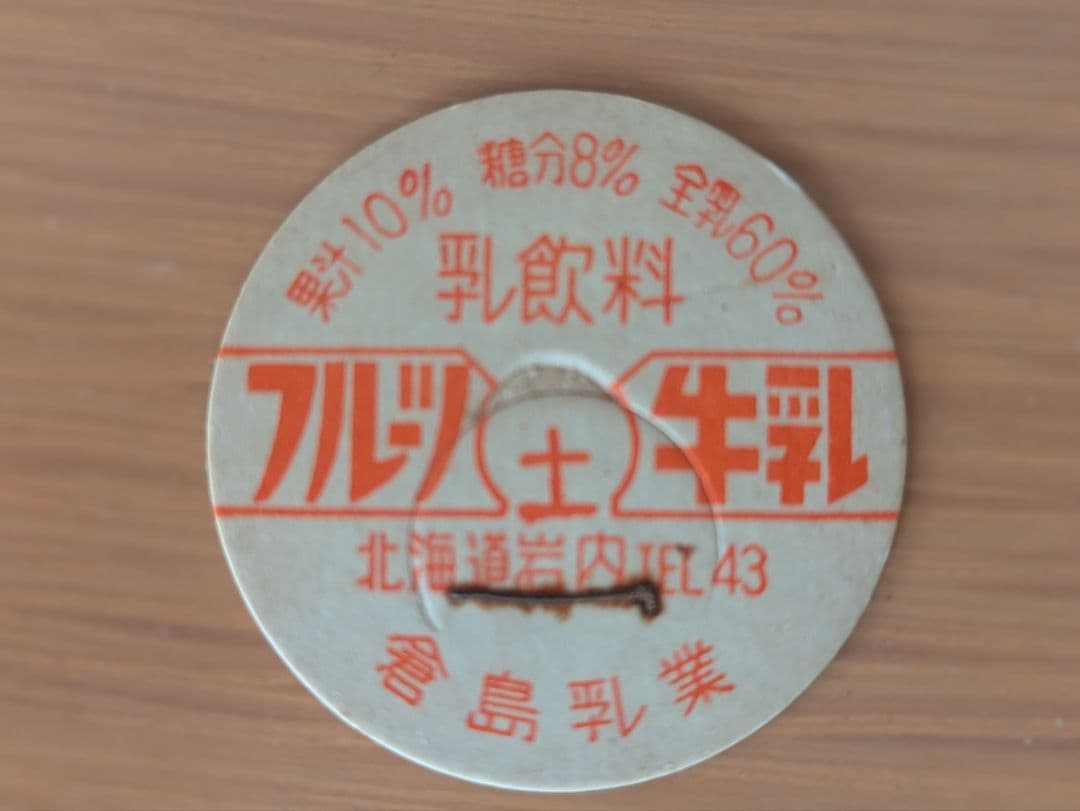 果汁10% 糖分8% 全乳60%
乳飲料
フルーツ 土 牛乳
北海道岩内 TEL 43
倉島乳業